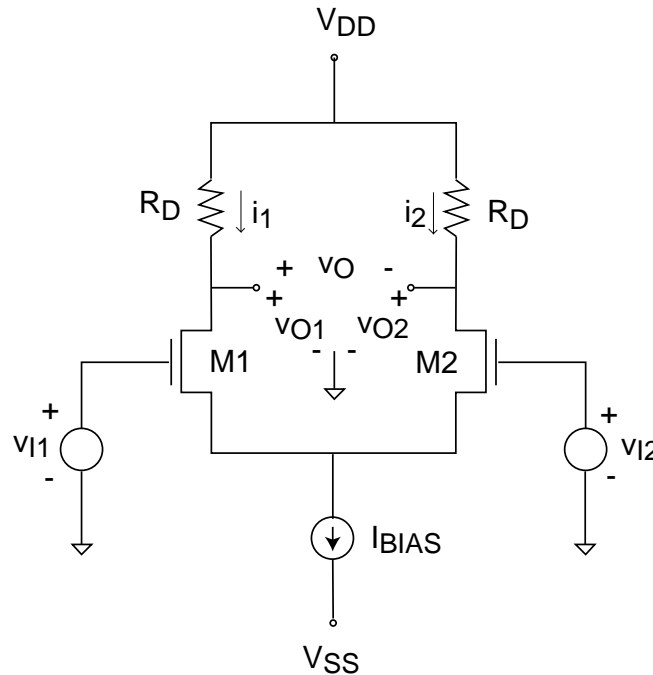 VDD
RD i1 i2 RD
+ vO -
+ +
vO1 vO2
- -
M1 M2
+ +
vI1 vI2
- -
IBIAS
VSS